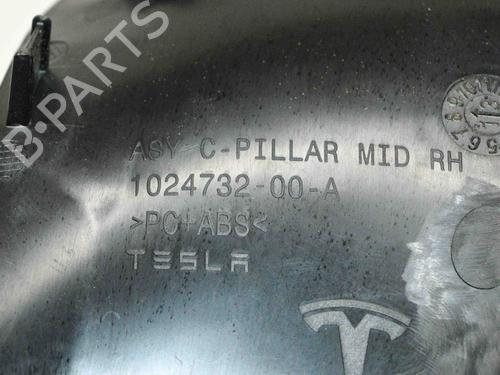 B-PARTS
ASY C-PILLAR MID RH
1024732-00-A
>PC+ABS<
TESLA